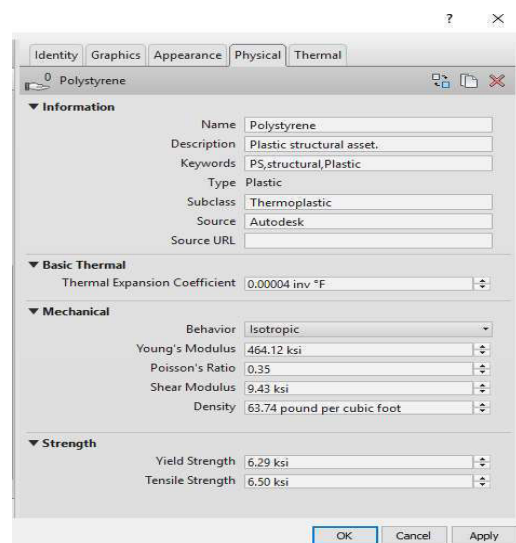 ?
Identity Graphics Appearance Physical Thermal
0 Polystyrene
Information
Name Polystyrene
Description Plastic structural asset.
Keywords PS,structural,Plastic
Type Plastic
Subclass Thermoplastic
Source Autodesk
Source URL
Basic Thermal
Thermal Expansion Coefficient 0.00004 inv °F
Mechanical
Behavior Isotropic
Young's Modulus 464.12 ksi
Poisson's Ratio 0.35
Shear Modulus 9.43 ksi
Density 63.74 pound per cubic foot
Strength
Yield Strength 6.29 ksi
Tensile Strength 6.50 ksi
OK Cancel Apply